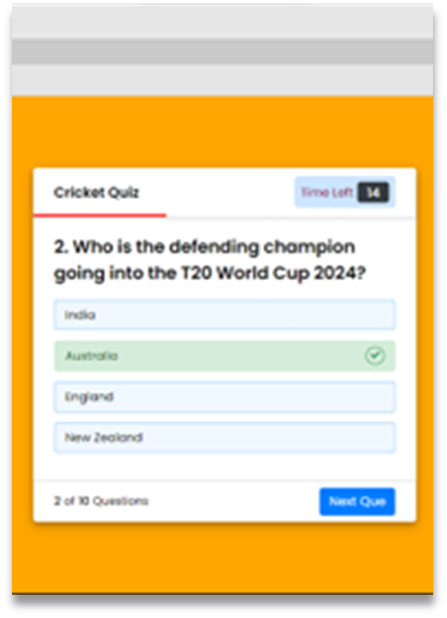 Cricket Quiz
Time Left 14
2. Who is the defending champion
going into the T20 World Cup 2024?
India
Australia
England
New Zealand
2 of 10 Questions
Next Que